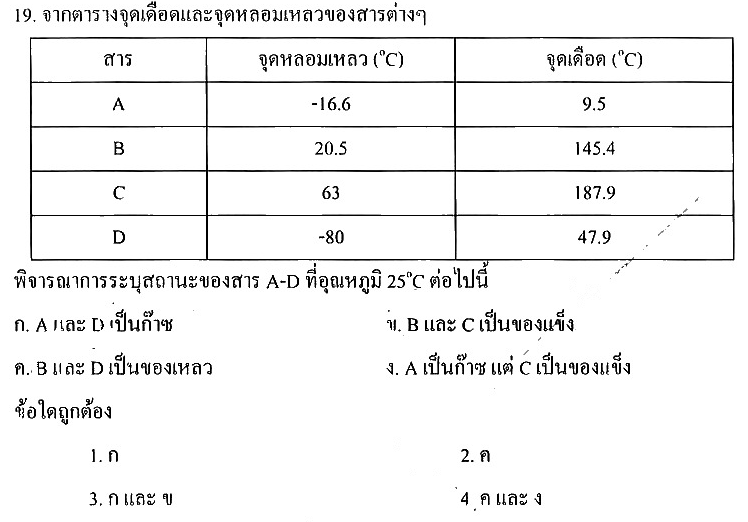 19. จากตารางจุดเดือดและจุดหลอมเหลวของสารต่างๆ
สาร จุดหลอมเหลว (°C) จุดเดือด (°C)
A -16.6 9.5
B 20.5 145.4
C 63 187.9
D -80 47.9
พิจารณาการระบุสถานะของสาร A-D ที่อุณหภูมิ 25°C ต่อไปนี้
ก. A และ D เป็นก๊าซ ข. B และ C เป็นของแข็ง
ค. B และ D เป็นของเหลว ง. A เป็นก๊าซ แต่ C เป็นของแข็ง
ข้อใดถูกต้อง
1. ก 2. ค
3. ก และ ข 4 ค และ ง